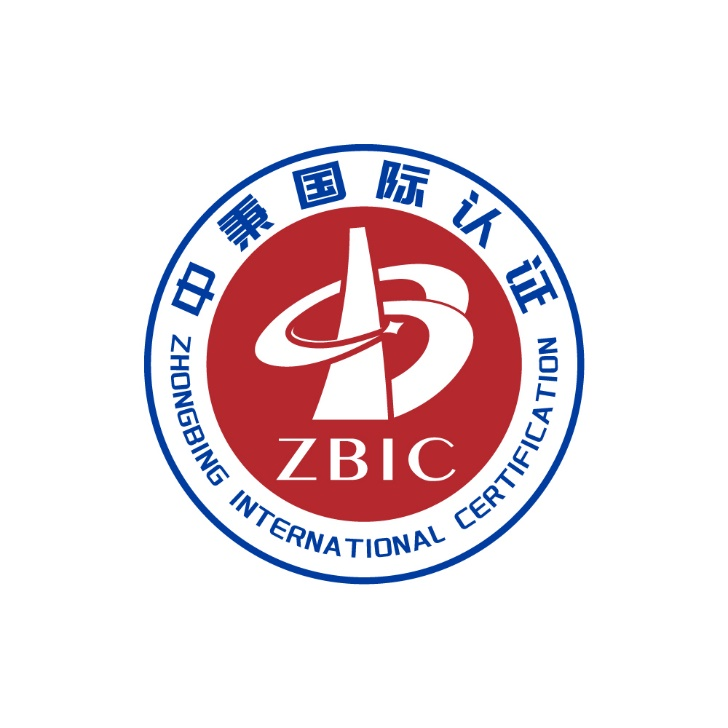 中秉国际认证
ZBIC
ZHONGBING INTERNATIONAL CERTIFICATION